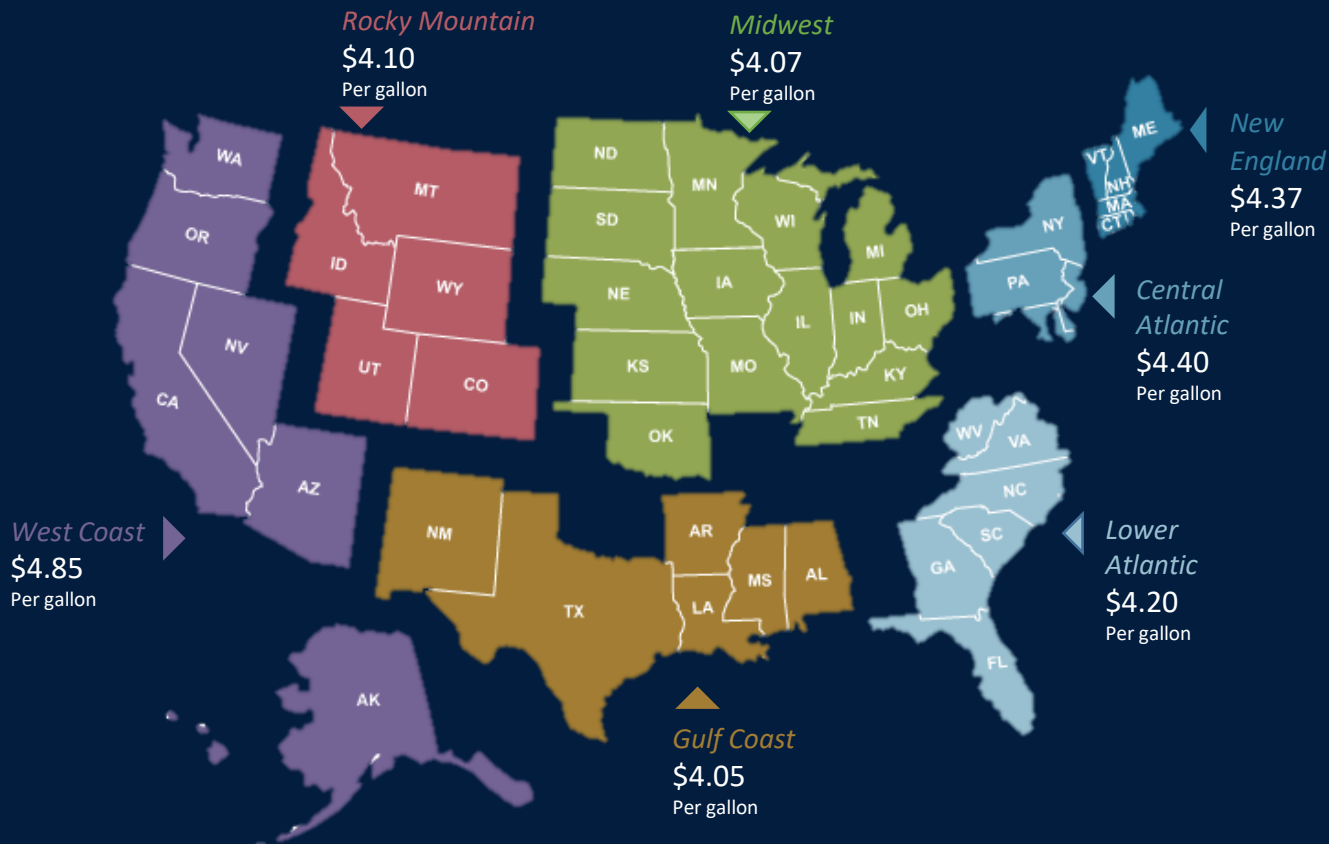 Rocky Mountain
$4.10
Per gallon
Midwest
$4.07
Per gallon
New
England
$4.37
Per gallon
Central
Atlantic
$4.40
Per gallon
Lower
Atlantic
$4.20
Per gallon
Gulf Coast
$4.05
Per gallon
West Coast
$4.85
Per gallon
WA
OR
CA
NV
AZ
AK
MT
ID
WY
UT
CO
ND
SD
NE
KS
OK
MN
IA
MO
WI
IL
MI
IN
OH
KY
TN
NM
TX
AR
LA
MS
AL
ME
VT
NH
MA
CT
NY
PA
WV
VA
NC
SC
GA
FL